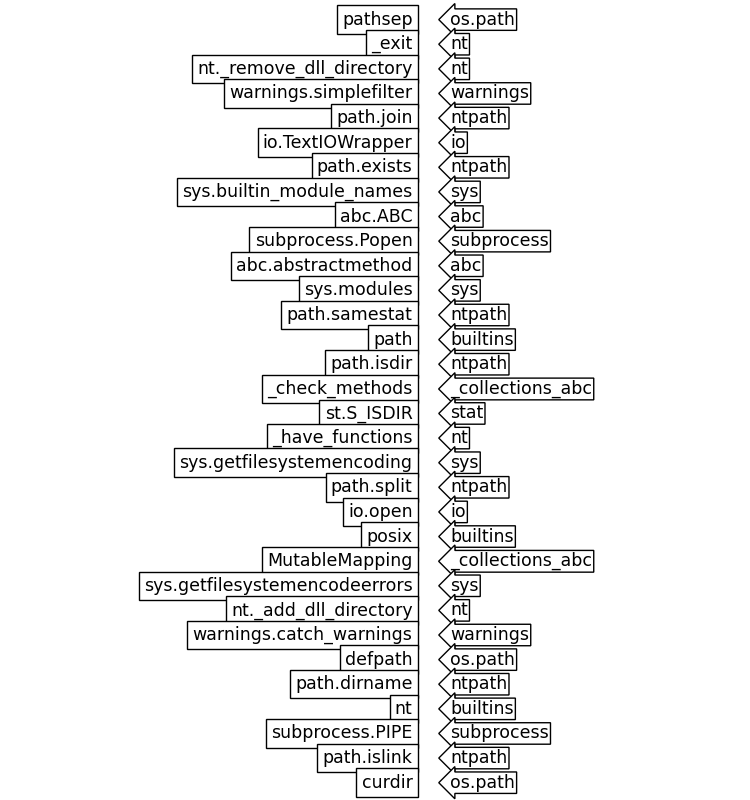 pathsep os.path
_exit nt
nt._remove_dll_directory nt
warnings.simplefilter warnings
path.join ntpath
io.TextIOWrapper io
path.exists ntpath
sys.builtin_module_names sys
abc.ABC abc
subprocess.Popen subprocess
abc.abstractmethod abc
sys.modules sys
path.samestat ntpath
path builtins
path.isdir ntpath
_check_methods _collections_abc
st.S_ISDIR stat
_have_functions nt
sys.getfilesystemencoding sys
path.split ntpath
io.open io
posix builtins
MutableMapping _collections_abc
sys.getfilesystemencodeerrors sys
nt._add_dll_directory nt
warnings.catch_warnings warnings
defpath os.path
path.dirname ntpath
nt builtins
subprocess.PIPE subprocess
path.islink ntpath
curdir os.path